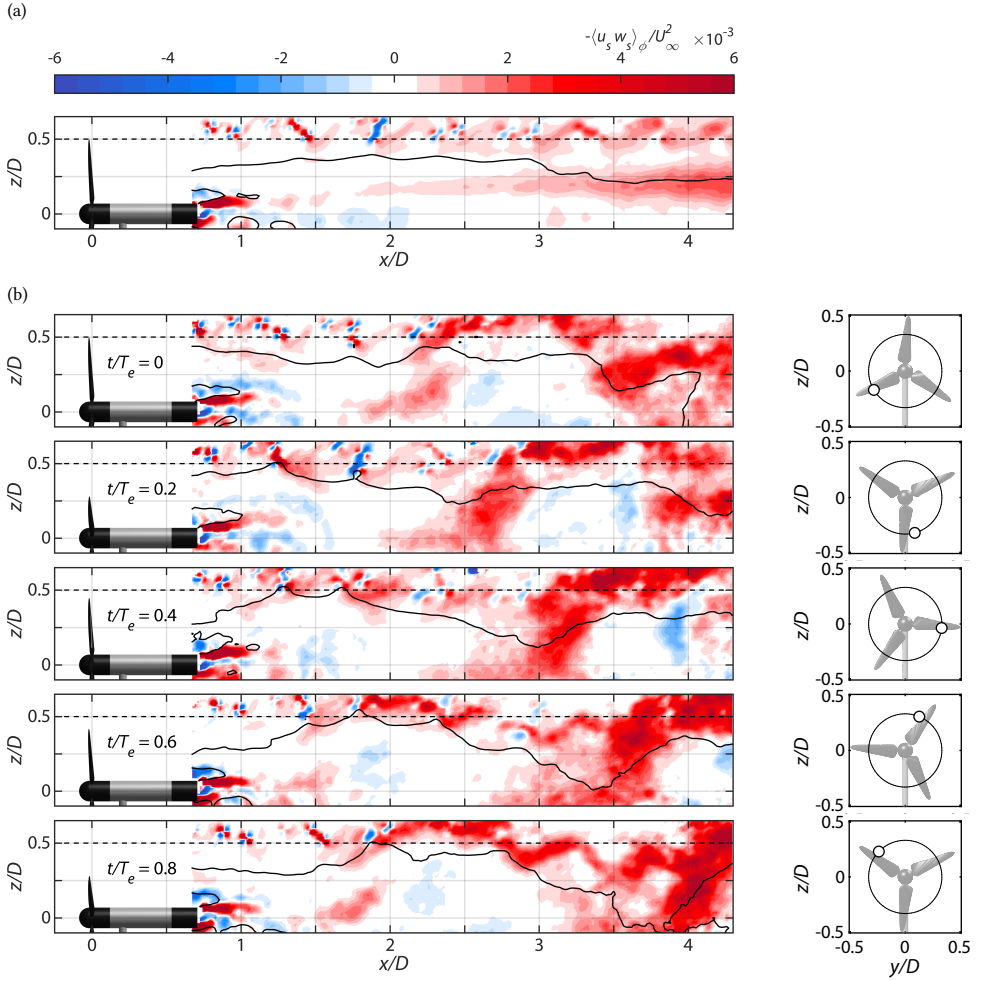 (a)
-⟨u_s w_s⟩_ϕ/U²_∞ ×10⁻³
-6 -4 -2 0 2 4 6
z/D
0.5
0
0 1 2 3 4
x/D
(b)
z/D
0.5
0
t/T_e = 0
z/D
0.5
0
-0.5
z/D
0.5
0
t/T_e = 0.2
z/D
0.5
0
-0.5
z/D
0.5
0
t/T_e = 0.4
z/D
0.5
0
-0.5
z/D
0.5
0
t/T_e = 0.6
z/D
0.5
0
-0.5
z/D
0.5
0
t/T_e = 0.8
z/D
0.5
0
-0.5
0 1 2 3 4
x/D
-0.5 0 0.5
y/D